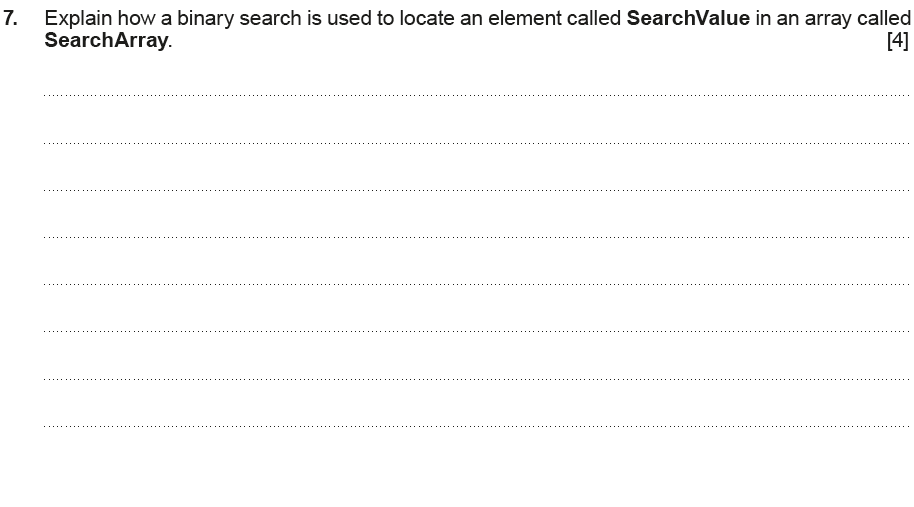 7. Explain how a binary search is used to locate an element called SearchValue in an array called
SearchArray. [4]